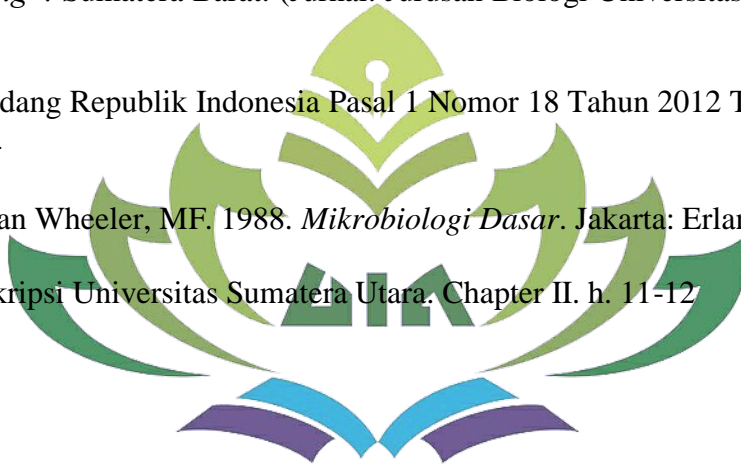 ng". Sumatera Barat. (Jurnal. Jurusan Biologi Universitas
dang Republik Indonesia Pasal 1 Nomor 18 Tahun 2012 T
an Wheeler, MF. 1988. Mikrobiologi Dasar. Jakarta: Erlan
kripsi Universitas Sumatera Utara. Chapter II. h. 11-12
UIN